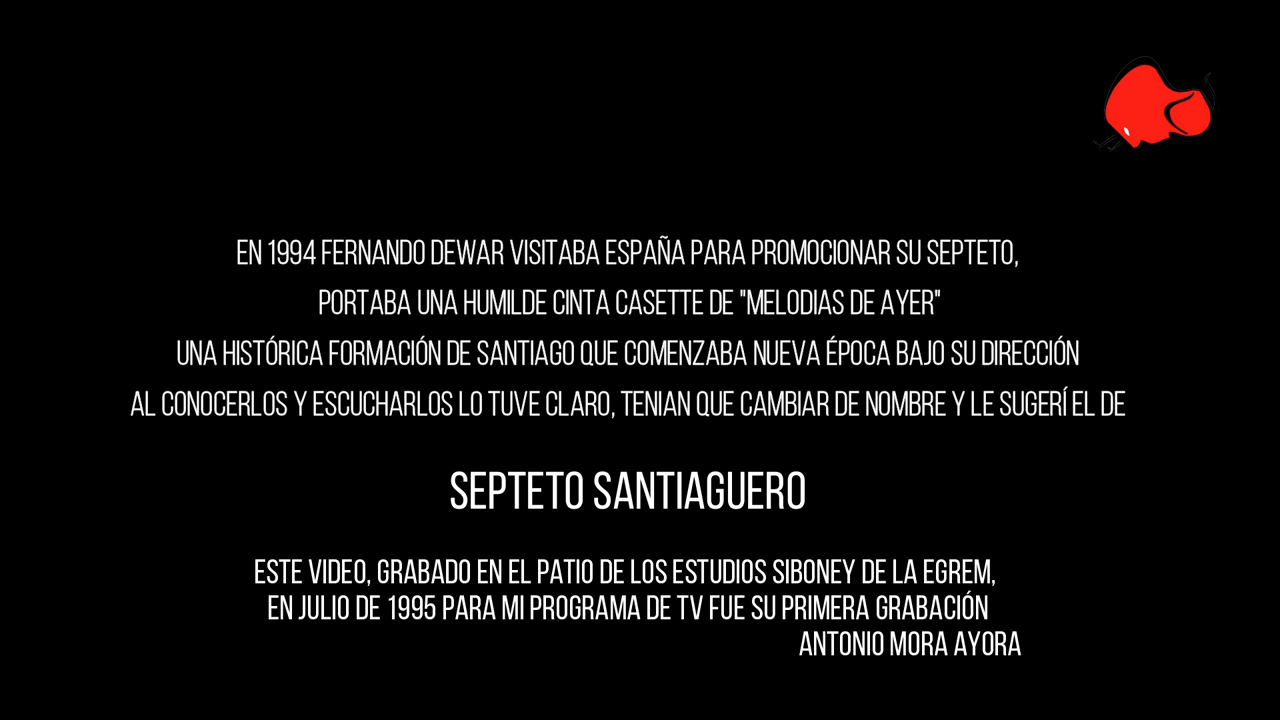 EN 1994 FERNANDO DEWAR VISITABA ESPAÑA PARA PROMOCIONAR SU SEPTETO,
PORTABA UNA HUMILDE CINTA CASETTE DE "MELODIAS DE AYER"
UNA HISTÓRICA FORMACIÓN DE SANTIAGO QUE COMENZABA NUEVA ÉPOCA BAJO SU DIRECCIÓN
AL CONOCERLOS Y ESCUCHARLOS LO TUVE CLARO, TENIAN QUE CAMBIAR DE NOMBRE Y LE SUGERÍ EL DE
SEPTETO SANTIAGUERO
ESTE VIDEO, GRABADO EN EL PATIO DE LOS ESTUDIOS SIBONEY DE LA EGREM,
EN JULIO DE 1995 PARA MI PROGRAMA DE TV FUE SU PRIMERA GRABACIÓN
ANTONIO MORA AYORA